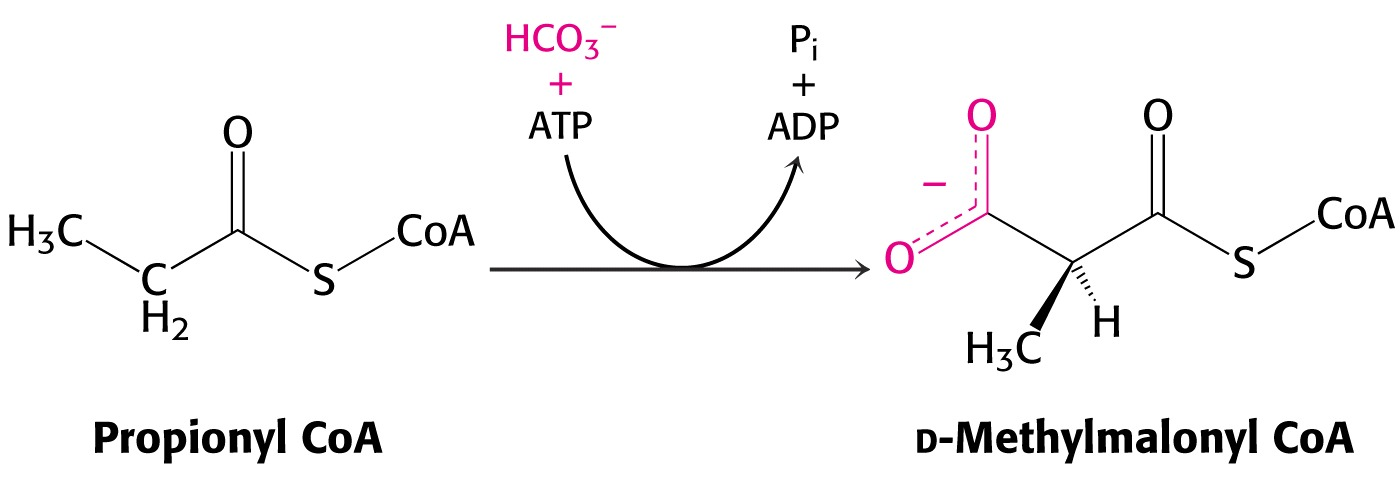 HCO₃⁻
+
ATP
Pᵢ
+
ADP
O
H₃C
C
H₂
S
CoA
O
O
−
O
H₃C
H
S
CoA
Propionyl CoA
D-Methylmalonyl CoA